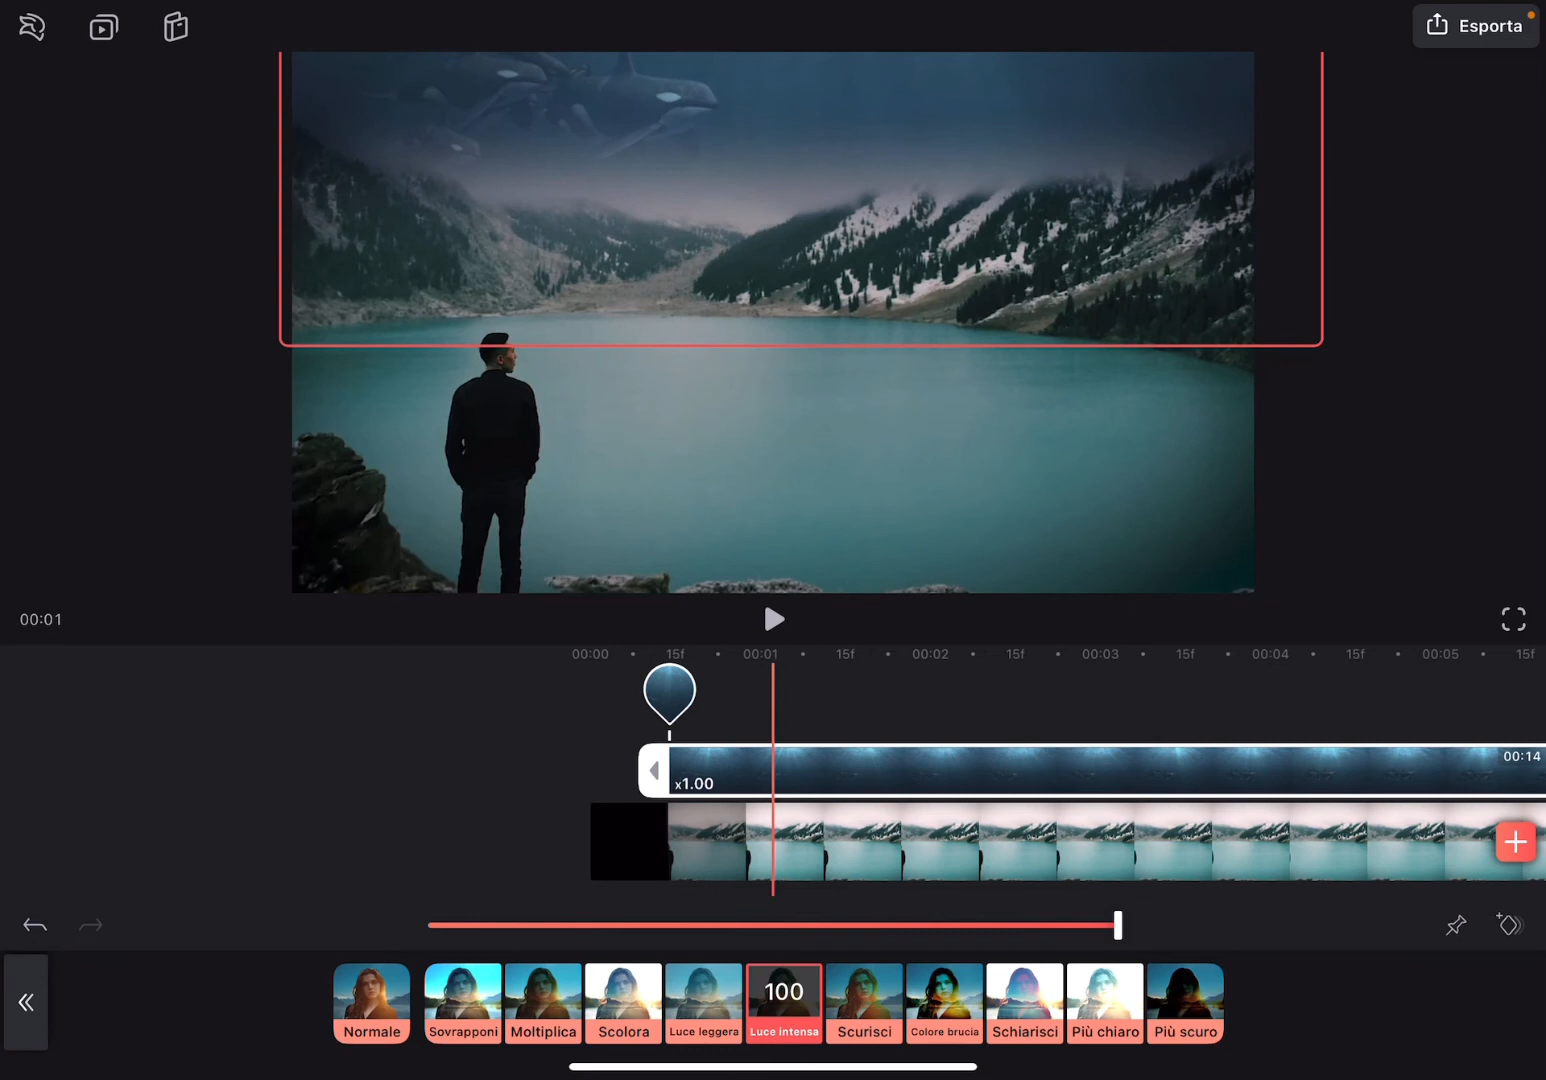 Esporta
00:01
00:00
15f
00:01
15f
00:02
15f
00:03
15f
00:04
15f
00:05
15f
00:14
x1.00
100
Normale
Sovrapponi
Moltiplica
Scolora
Luce leggera
Luce intensa
Scurisci
Colore brucia
Schiarisci
Più chiaro
Più scuro